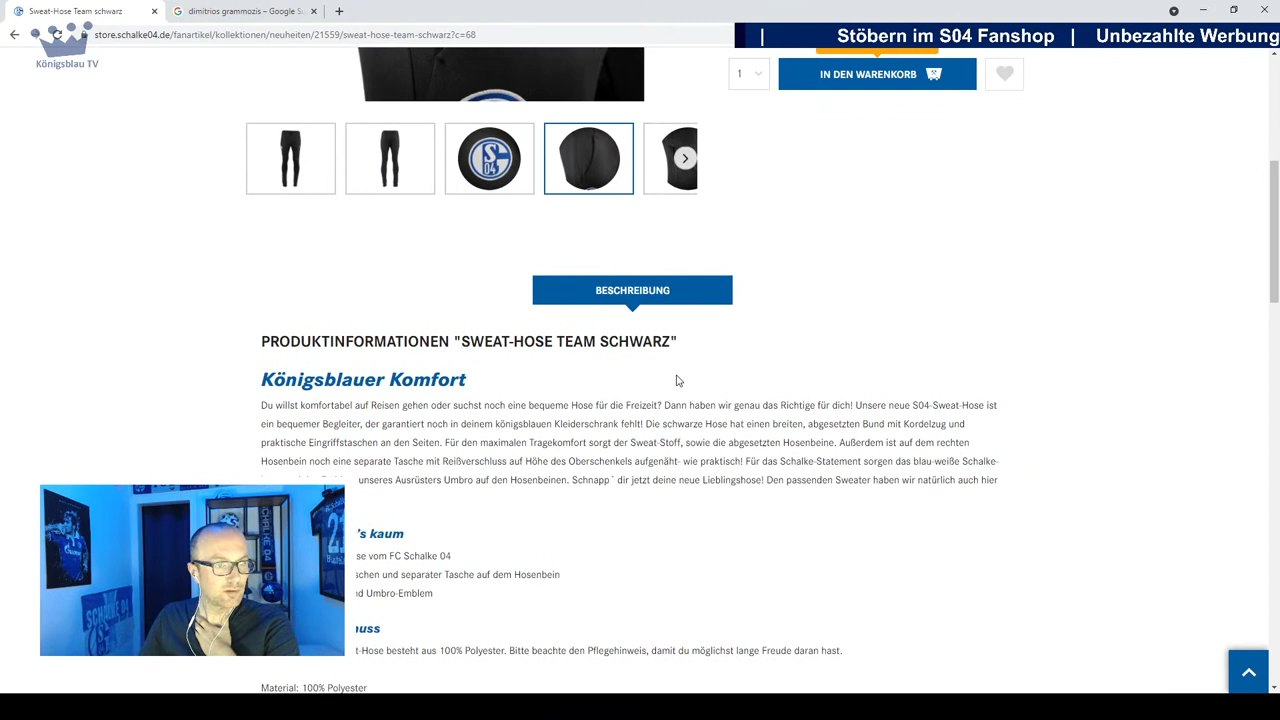 Sweat-Hose Team schwarz
dimitrios grammozis – Google Su
store.schalke04.de/fanartikel/kollektionen/neuheiten/21559/sweat-hose-team-schwarz?c=68
| Stöbern im S04 Fanshop | Unbezahlte Werbung
Königsblau TV
1
IN DEN WARENKORB
S
04
BESCHREIBUNG
PRODUKTINFORMATIONEN "SWEAT-HOSE TEAM SCHWARZ"
Königsblauer Komfort
Du willst komfortabel auf Reisen gehen oder suchst noch eine bequeme Hose für die Freizeit? Dann haben wir genau das Richtige für dich! Unsere neue S04-Sweat-Hose ist
ein bequemer Begleiter, der garantiert noch in deinem königsblauen Kleiderschrank fehlt! Die schwarze Hose hat einen breiten, abgesetzten Bund mit Kordelzug und
praktische Eingriffstaschen an den Seiten. Für den maximalen Tragekomfort sorgt der Sweat-Stoff, sowie die abgesetzten Hosenbeine. Außerdem ist auf dem rechten
Hosenbein noch eine separate Tasche mit Reißverschluss auf Höhe des Oberschenkels aufgenäht- wie praktisch! Für das Schalke-Statement sorgen das blau-weiße Schalke-
unseres Ausrüsters Umbro auf den Hosenbeinen. Schnapp´ dir jetzt deine neue Lieblingshose! Den passenden Sweater haben wir natürlich auch hier
's kaum
se vom FC Schalke 04
schen und separater Tasche auf dem Hosenbein
nd Umbro-Emblem
uss
t-Hose besteht aus 100% Polyester. Bitte beachte den Pflegehinweis, damit du möglichst lange Freude daran hast.
Material: 100% Polyester
SCHALKE 04